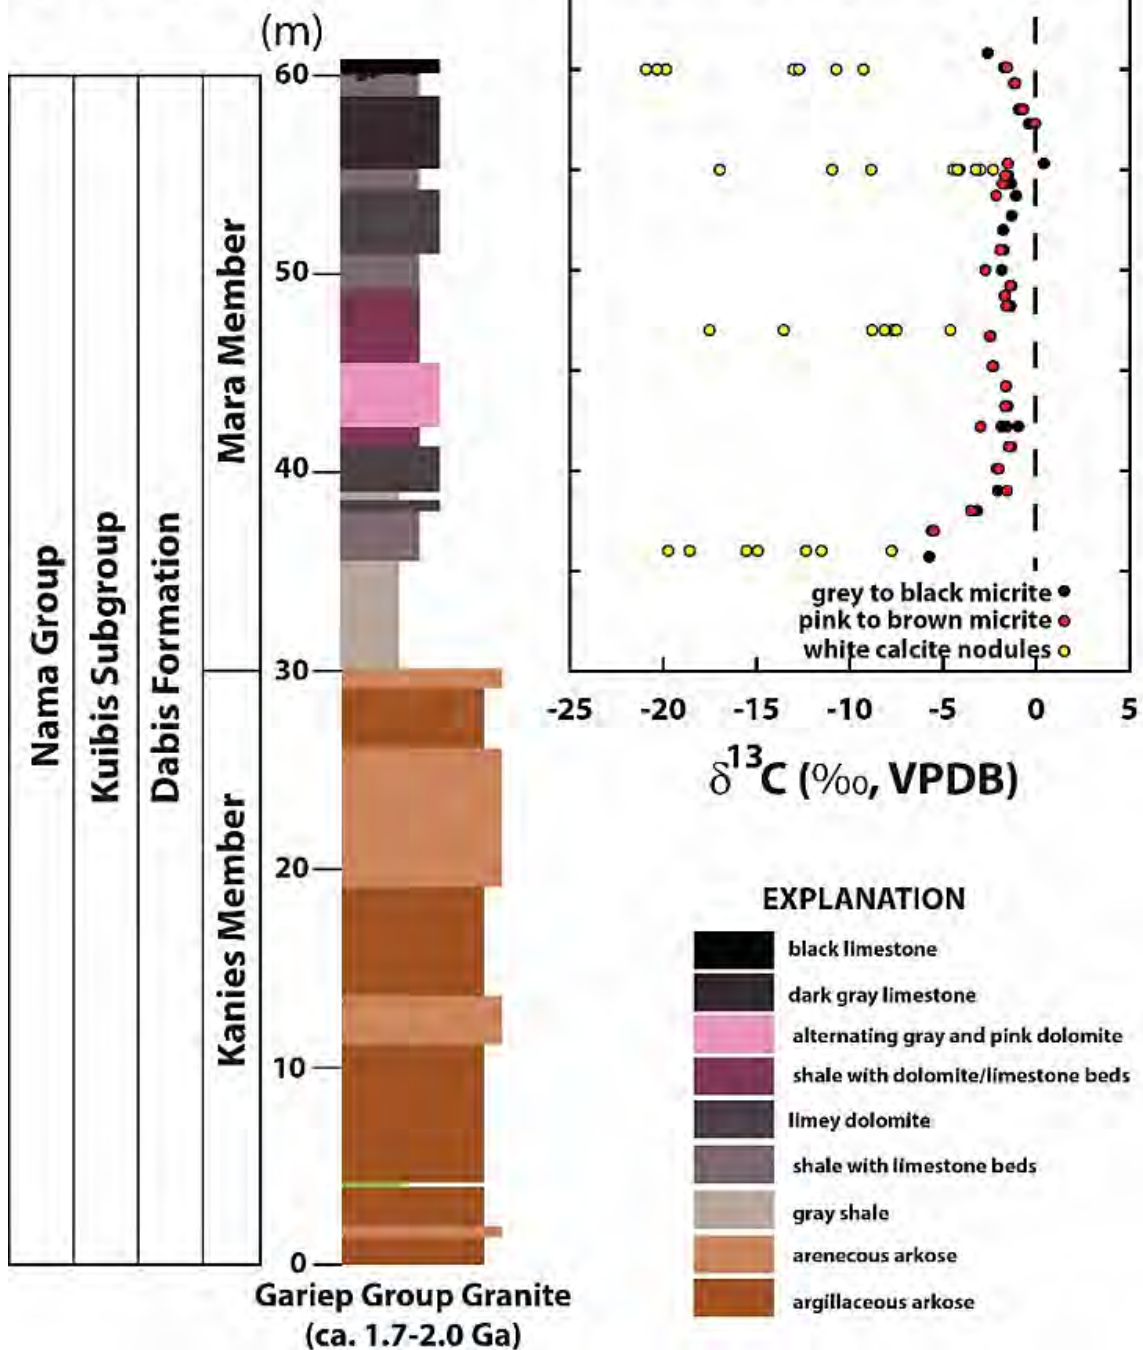 (m)
60
50
40
30
20
10
0
Nama Group
Kuibis Subgroup
Dabis Formation
Mara Member
Kanies Member
Gariep Group Granite
(ca. 1.7-2.0 Ga)
grey to black micrite
pink to brown micrite
white calcite nodules
-25 -20 -15 -10 -5 0 5
δ13C (‰, VPDB)
EXPLANATION
black limestone
dark gray limestone
alternating gray and pink dolomite
shale with dolomite/limestone beds
limey dolomite
shale with limestone beds
gray shale
arenecous arkose
argillaceous arkose